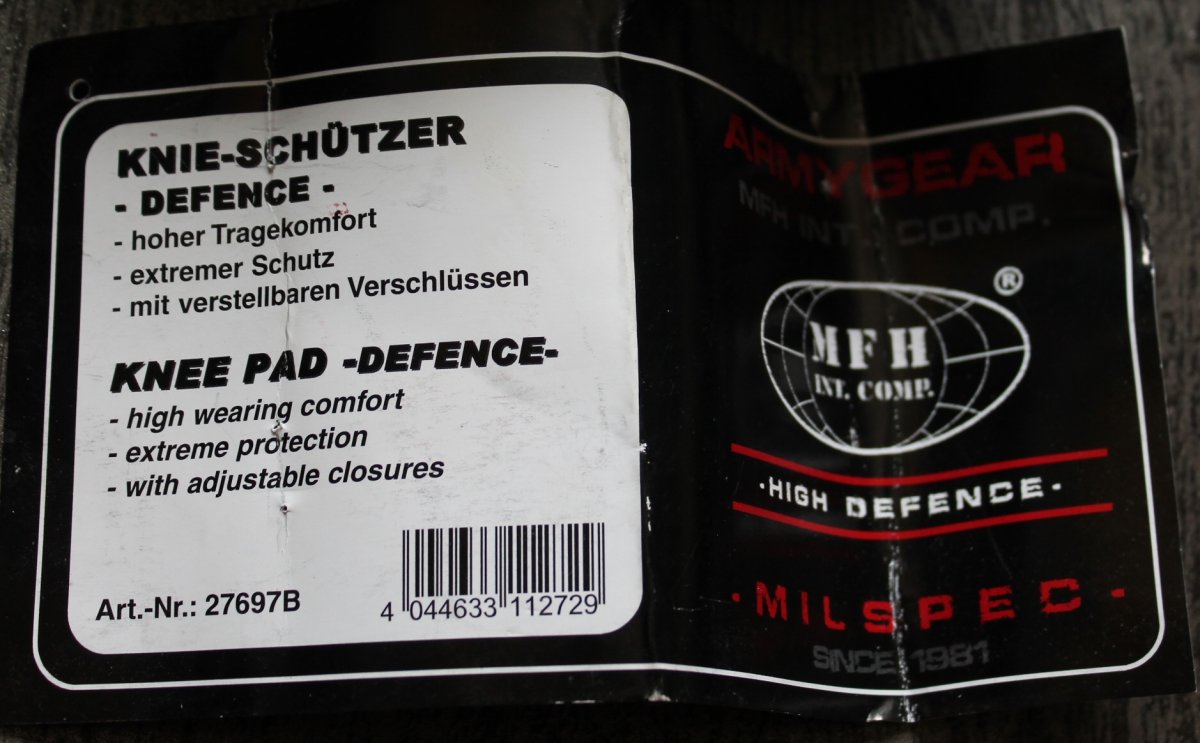 KNIE-SCHÜTZER
- DEFENCE -
- hoher Tragekomfort
- extremer Schutz
- mit verstellbaren Verschlüssen
KNEE PAD -DEFENCE-
- high wearing comfort
- extreme protection
- with adjustable closures
Art.-Nr.: 27697B
4 044633 112729
ARMYGEAR
MFH INT. COMP.
®
MFH
INT. COMP.
·HIGH DEFENCE·
·MILSPEC·
SINCE 1981